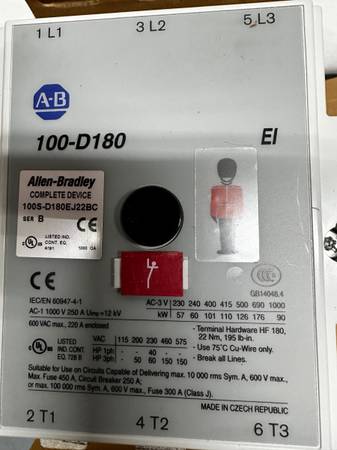 1 L1 3 L2 5 L3
A-B
100-D180 EI
Allen-Bradley
COMPLETE DEVICE
100S-D180EJ22BC
SER B
LISTED
IND. CONT. EQ.
UL US CE
CE
CCC
GB14048.4
IEC/EN 60947-4-1
AC-1 1000 V 250 A Uimp = 12 kV
600 VAC max., 220 A enclosed
AC-3 V 230 240 400 415 500 690 1000
kW 57 60 101 110 126 176 90
LISTED
IND. CONT.
EQ. 728 B
VAC 115 200 230 460 575
HP 1ph - 40 - -
HP 3ph - 50 60 150 150
- Terminal Hardware HF 180,
22 Nm, 195 lb-in.
- Use 75°C Cu-Wire only.
- Break all Lines.
Suitable for Use on Circuits Capable of Delivering max. 10 000 rms Sym. A, 600 V max.,
Max. Fuse 450 A, Circuit Breaker 250 A;
or max. 100 000 rms Sym. A, 600 V max., Fuse 300 A (Class J).
MADE IN CZECH REPUBLIC
2 T1 4 T2 6 T3